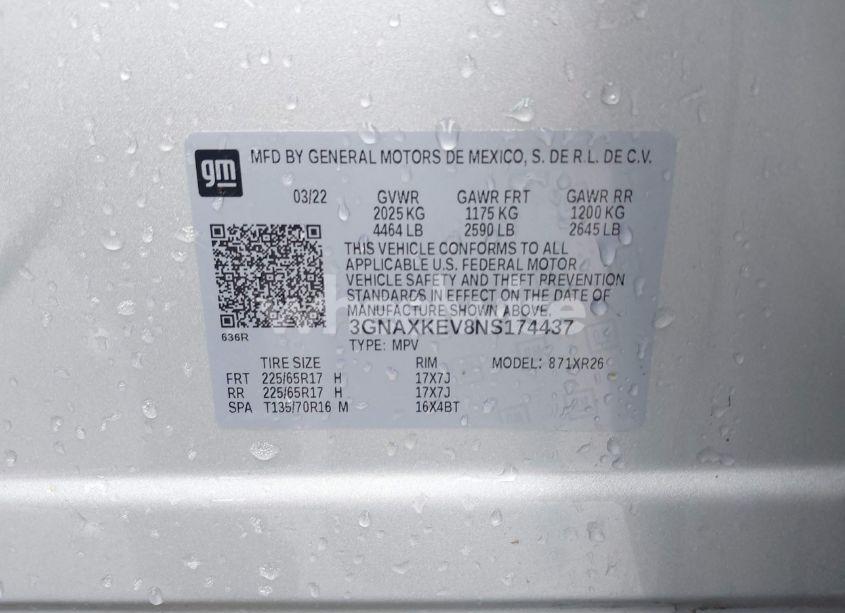 gm MFD BY GENERAL MOTORS DE MEXICO, S. DE R.L. DE C.V.
03/22 GVWR GAWR FRT GAWR RR
2025 KG 1175 KG 1200 KG
4464 LB 2590 LB 2645 LB
THIS VEHICLE CONFORMS TO ALL
APPLICABLE U.S. FEDERAL MOTOR
VEHICLE SAFETY AND THEFT PREVENTION
STANDARDS IN EFFECT ON THE DATE OF
MANUFACTURE SHOWN ABOVE.
3GNAXKEV8NS174437
636R
TYPE: MPV
TIRE SIZE RIM MODEL: 871XR26
FRT 225/65R17 H 17X7J
RR 225/65R17 H 17X7J
SPA T135/70R16 M 16X4BT